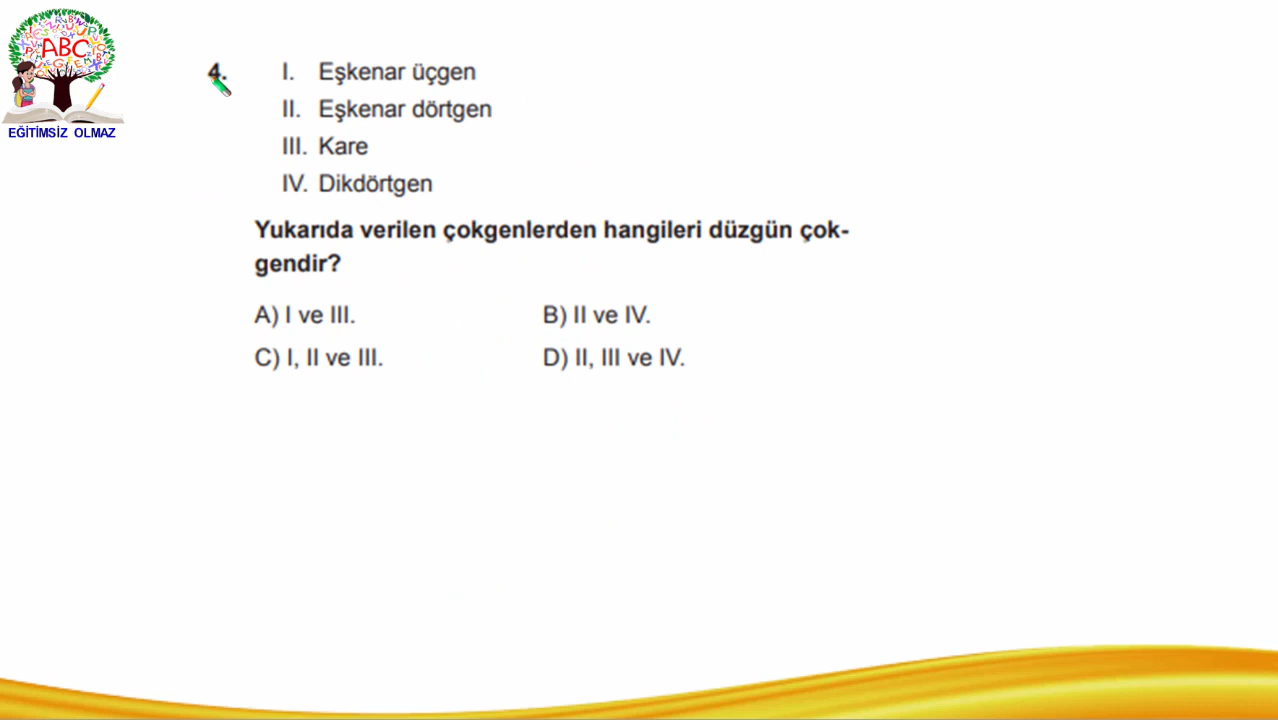 ABC
EĞİTİMSİZ OLMAZ
4. I. Eşkenar üçgen
II. Eşkenar dörtgen
III. Kare
IV. Dikdörtgen
Yukarıda verilen çokgenlerden hangileri düzgün çok-
gendir?
A) I ve III. B) II ve IV.
C) I, II ve III. D) II, III ve IV.